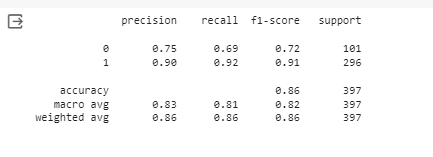 precision recall f1-score support
0 0.75 0.69 0.72 101
1 0.90 0.92 0.91 296
accuracy 0.86 397
macro avg 0.83 0.81 0.82 397
weighted avg 0.86 0.86 0.86 397